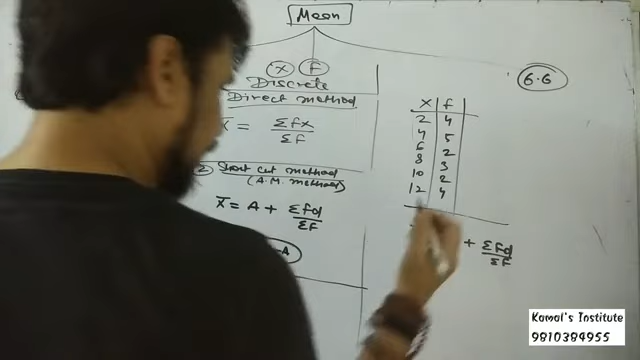 Mean
X F
6.6
Discrete
Direct method
X̄ = Σfx / ΣF
2 Short cut method
(A.M. method)
X̄ = A + Σfd / ΣF
-A
X F
2 4
4 5
6 2
8 3
10 2
12 4
+ Σfd / ΣF
Kamal's Institute
9810384955